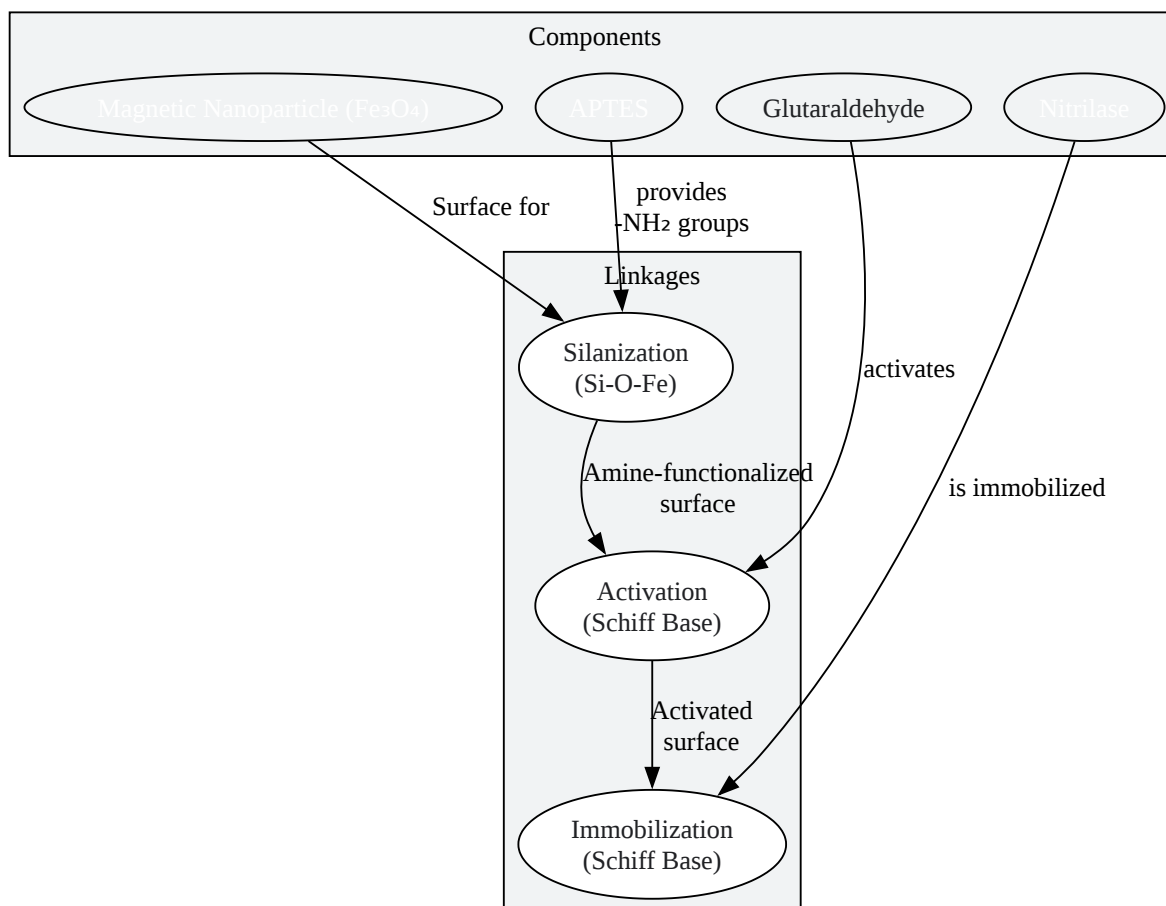 Components
Magnetic Nanoparticle (Fe₃O₄)
APTES
Glutaraldehyde
Nitrilase
Surface for
provides
-NH₂ groups
Linkages
Silanization
(Si-O-Fe)
activates
Amine-functionalized
surface
is immobilized
Activation
(Schiff Base)
Activated
surface
Immobilization
(Schiff Base)